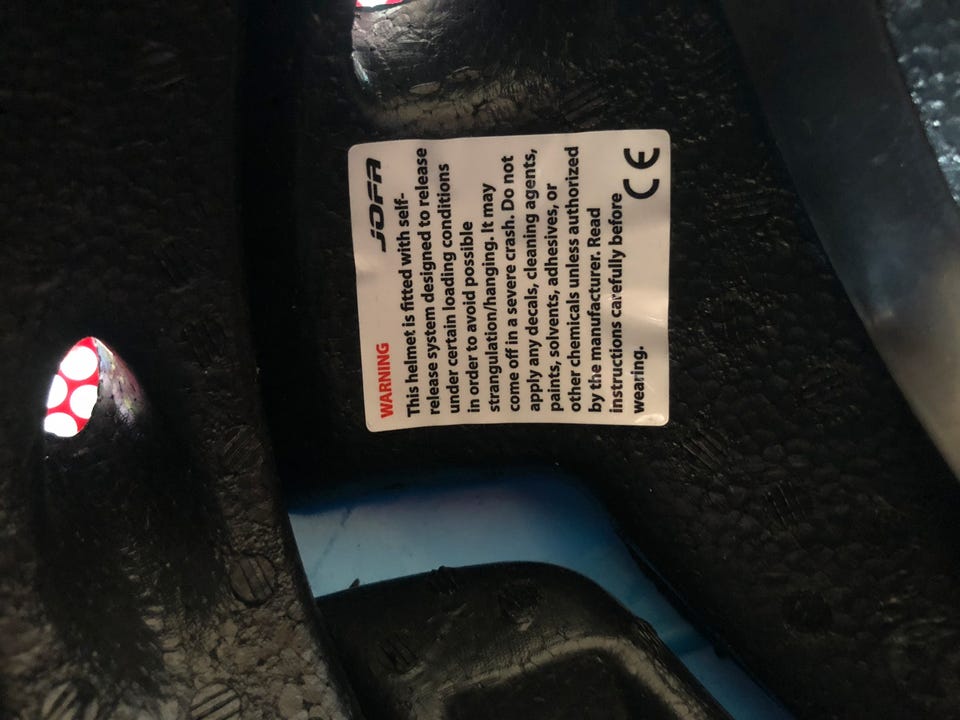 WARNING JOFA
This helmet is fitted with self-
release system designed to release
under certain loading conditions
in order to avoid possible
strangulation/hanging. It may
come off in a severe crash. Do not
apply any decals, cleaning agents,
paints, solvents, adhesives, or
other chemicals unless authorized
by the manufacturer. Read
instructions carefully before
wearing. CE